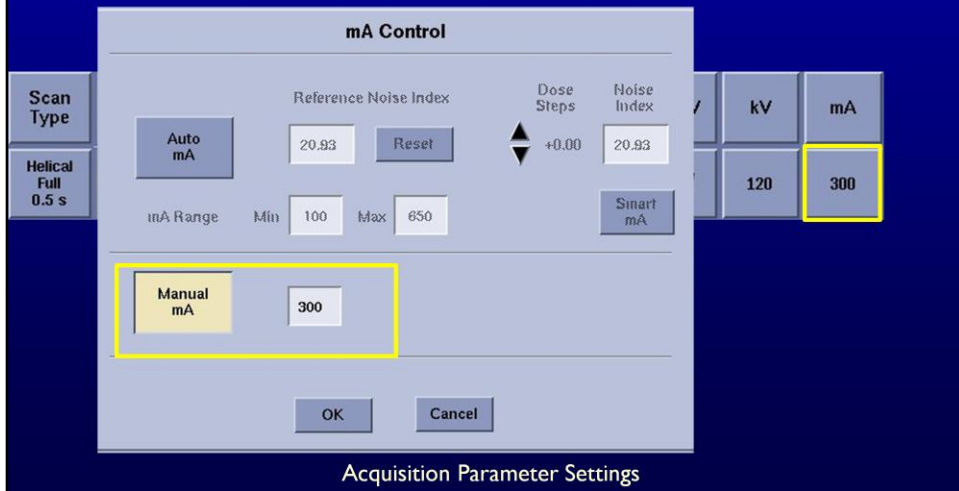 mA Control
Scan
Type
Reference Noise Index
Dose
Steps
Noise
Index
kV
mA
Auto
mA
20.93
Reset
+0.00
20.93
Helical
Full
0.5 s
120
300
mA Range
Min
100
Max
650
Smart
mA
Manual
mA
300
OK
Cancel
Acquisition Parameter Settings